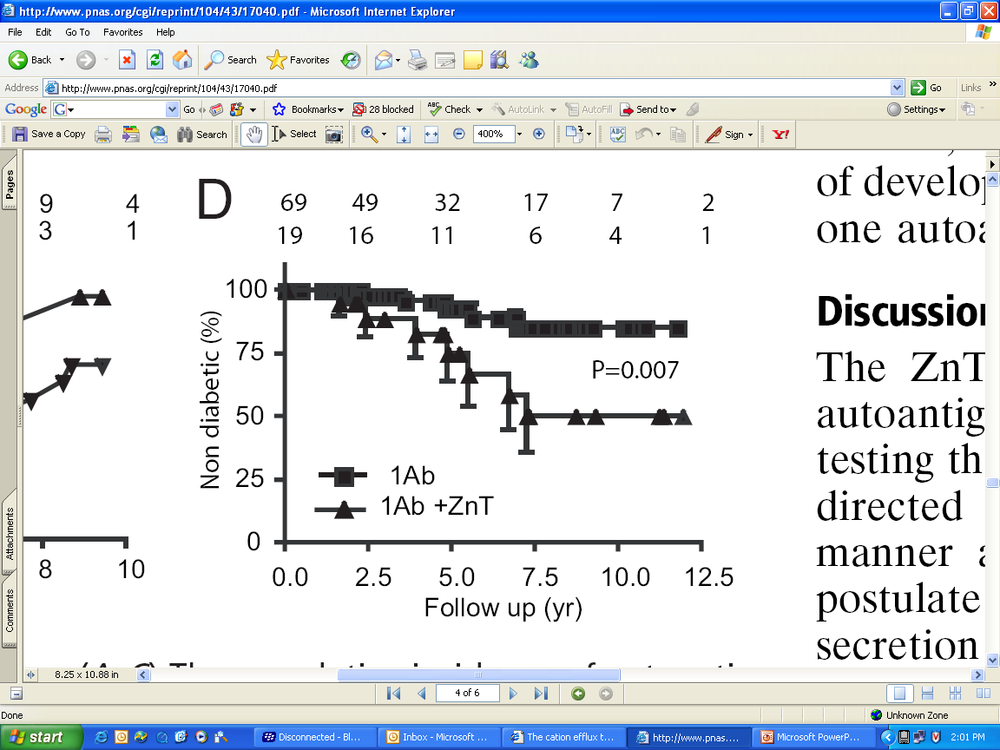 http://www.pnas.org/cgi/reprint/104/43/17040.pdf - Microsoft Internet Explorer
File Edit Go To Favorites Help
Back Search Favorites
Address http://www.pnas.org/cgi/reprint/104/43/17040.pdf Go Links »
Google G Go Bookmarks 28 blocked ABC Check AutoLink AutoFill Send to Settings
Save a Copy Search Select 400% ABC Sign Y!
Pages
Attachments
Comments
9 4
3 1
8 10
D
69 49 32 17 7 2
19 16 11 6 4 1
Non diabetic (%)
100
75
50
25
0
P=0.007
1Ab
1Ab +ZnT
0.0 2.5 5.0 7.5 10.0 12.5
Follow up (yr)
of develop
one autoa
Discussion
The ZnT
autoantig
testing th
directed
manner a
postulate
secretion
8.25 x 10.88 in
4 of 6
Done Unknown Zone
start Disconnected - Bl... Inbox - Microsoft ... The cation efflux t... http://www.pnas.... Microsoft PowerP... 2:01 PM